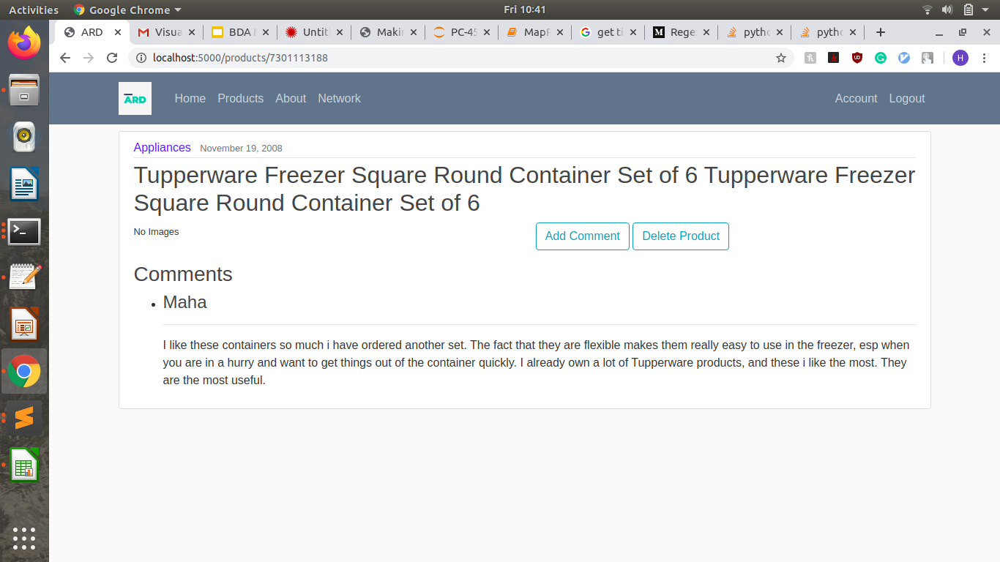 Activities Google Chrome Fri 10:41
ARD Visua BDA Untit Makin PC-45 MapR get ti Rege pytho pytho
localhost:5000/products/7301113188 H
ARD Home Products About Network Account Logout
Appliances November 19, 2008
Tupperware Freezer Square Round Container Set of 6 Tupperware Freezer
Square Round Container Set of 6
No Images Add Comment Delete Product
Comments
Maha
I like these containers so much i have ordered another set. The fact that they are flexible makes them really easy to use in the freezer, esp when
you are in a hurry and want to get things out of the container quickly. I already own a lot of Tupperware products, and these i like the most. They
are the most useful.